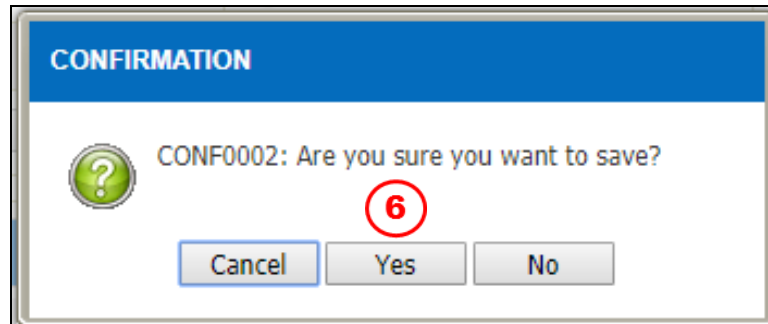 CONFIRMATION
CONF0002: Are you sure you want to save?
6
Cancel Yes No